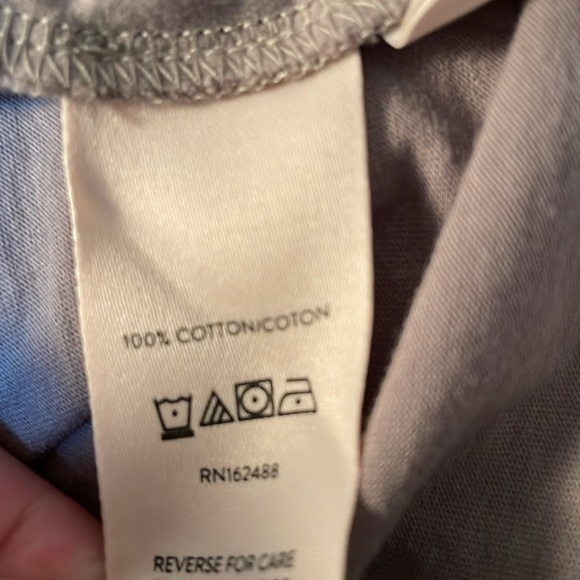 100% COTTON/COTON
RN162488
REVERSE FOR CARE